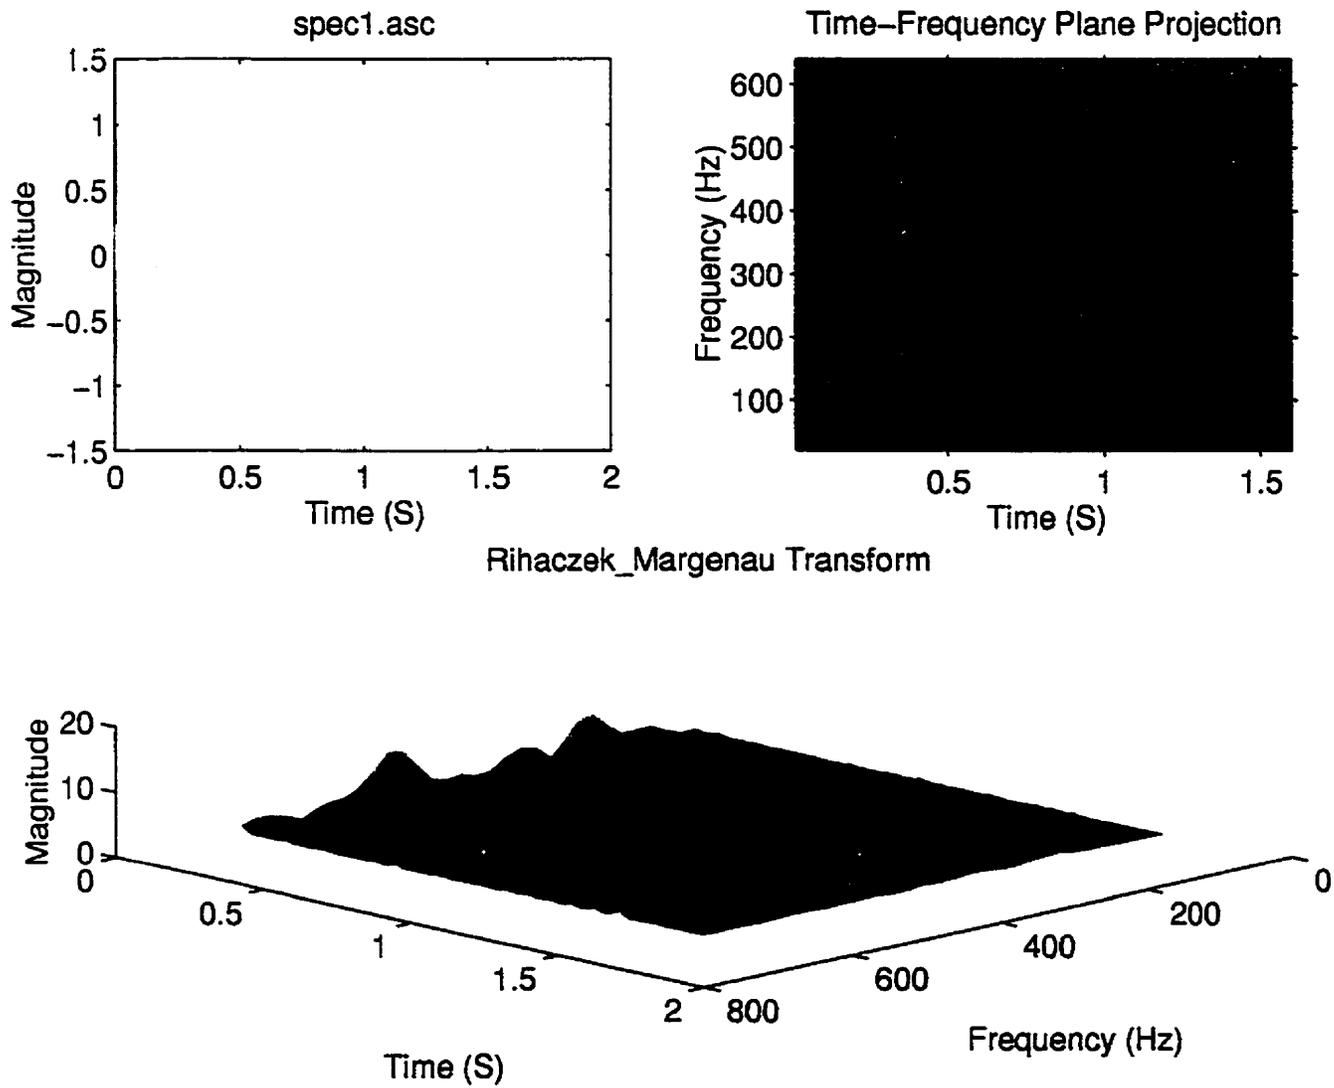 spec1.asc
Magnitude
1.5
1
0.5
0
−0.5
−1
−1.5
0 0.5 1 1.5 2
Time (S)
Time−Frequency Plane Projection
Frequency (Hz)
600
500
400
300
200
100
0.5 1 1.5
Time (S)
Rihaczek_Margenau Transform
Magnitude
20
10
0
0 0.5 1 1.5 2
Time (S)
800 600 400 200 0
Frequency (Hz)